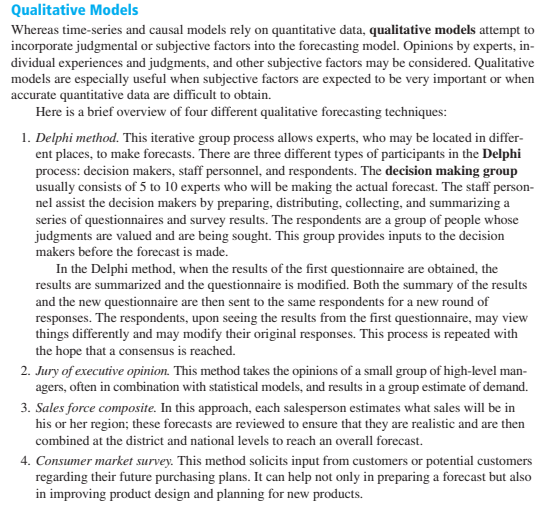 Qualitative Models
Whereas time-series and causal models rely on quantitative data, qualitative models attempt to
incorporate judgmental or subjective factors into the forecasting model. Opinions by experts, in-
dividual experiences and judgments, and other subjective factors may be considered. Qualitative
models are especially useful when subjective factors are expected to be very important or when
accurate quantitative data are difficult to obtain.
Here is a brief overview of four different qualitative forecasting techniques:
1. Delphi method. This iterative group process allows experts, who may be located in differ-
ent places, to make forecasts. There are three different types of participants in the Delphi
process: decision makers, staff personnel, and respondents. The decision making group
usually consists of 5 to 10 experts who will be making the actual forecast. The staff person-
nel assist the decision makers by preparing, distributing, collecting, and summarizing a
series of questionnaires and survey results. The respondents are a group of people whose
judgments are valued and are being sought. This group provides inputs to the decision
makers before the forecast is made.
In the Delphi method, when the results of the first questionnaire are obtained, the
results are summarized and the questionnaire is modified. Both the summary of the results
and the new questionnaire are then sent to the same respondents for a new round of
responses. The respondents, upon seeing the results from the first questionnaire, may view
things differently and may modify their original responses. This process is repeated with
the hope that a consensus is reached.
2. Jury of executive opinion. This method takes the opinions of a small group of high-level man-
agers, often in combination with statistical models, and results in a group estimate of demand.
3. Sales force composite. In this approach, each salesperson estimates what sales will be in
his or her region; these forecasts are reviewed to ensure that they are realistic and are then
combined at the district and national levels to reach an overall forecast.
4. Consumer market survey. This method solicits input from customers or potential customers
regarding their future purchasing plans. It can help not only in preparing a forecast but also
in improving product design and planning for new products.